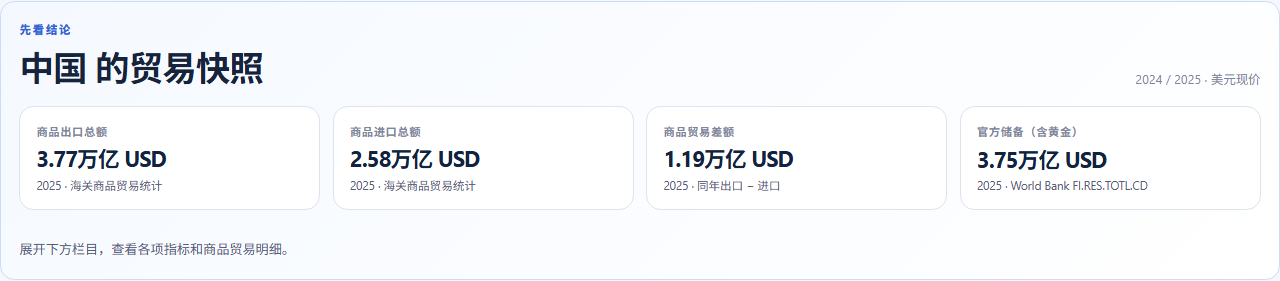 先看结论
中国 的贸易快照
2024 / 2025 · 美元现价
商品出口总额
3.77万亿 USD
2025 · 海关商品贸易统计
商品进口总额
2.58万亿 USD
2025 · 海关商品贸易统计
商品贸易差额
1.19万亿 USD
2025 · 同年出口 − 进口
官方储备（含黄金）
3.75万亿 USD
2025 · World Bank FI.RES.TOTL.CD
展开下方栏目，查看各项指标和商品贸易明细。